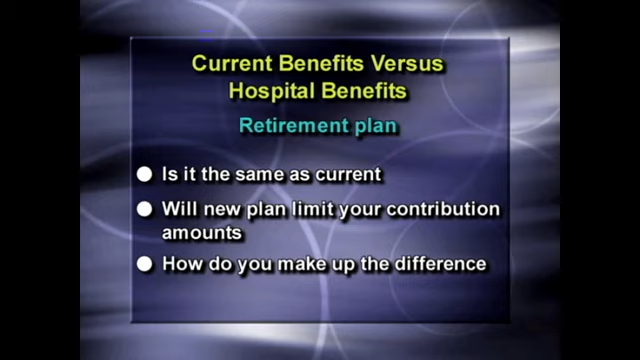 Current Benefits Versus
Hospital Benefits
Retirement plan
Is it the same as current
Will new plan limit your contribution
amounts
How do you make up the difference